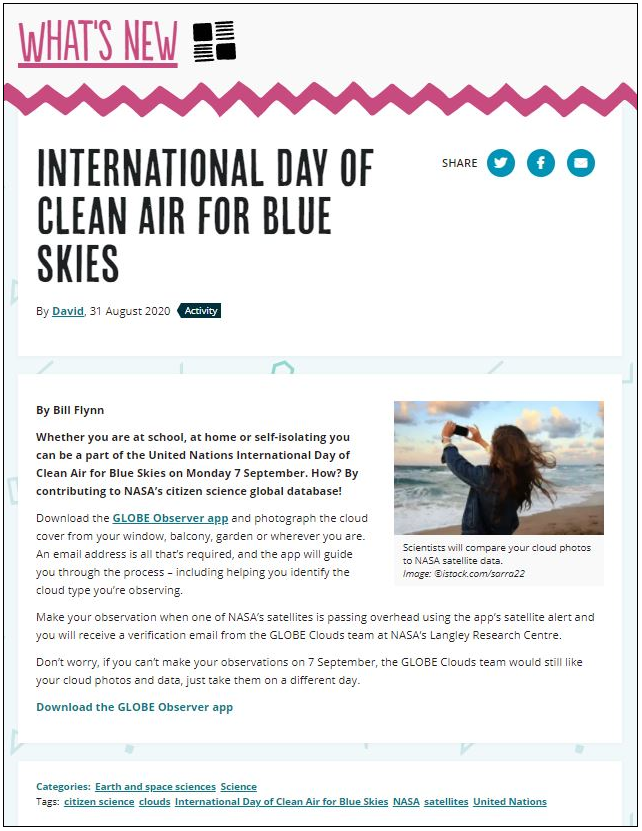 WHAT'S NEW
INTERNATIONAL DAY OF
CLEAN AIR FOR BLUE
SKIES
SHARE
By David, 31 August 2020 Activity
By Bill Flynn
Whether you are at school, at home or self-isolating you
can be a part of the United Nations International Day of
Clean Air for Blue Skies on Monday 7 September. How? By
contributing to NASA's citizen science global database!
Download the GLOBE Observer app and photograph the cloud
cover from your window, balcony, garden or wherever you are.
An email address is all that's required, and the app will guide
you through the process – including helping you identify the
cloud type you're observing.
Scientists will compare your cloud photos
to NASA satellite data.
Image: ©istock.com/sarra22
Make your observation when one of NASA's satellites is passing overhead using the app's satellite alert and
you will receive a verification email from the GLOBE Clouds team at NASA's Langley Research Centre.
Don't worry, if you can't make your observations on 7 September, the GLOBE Clouds team would still like
your cloud photos and data, just take them on a different day.
Download the GLOBE Observer app
Categories: Earth and space sciences Science
Tags: citizen science clouds International Day of Clean Air for Blue Skies NASA satellites United Nations